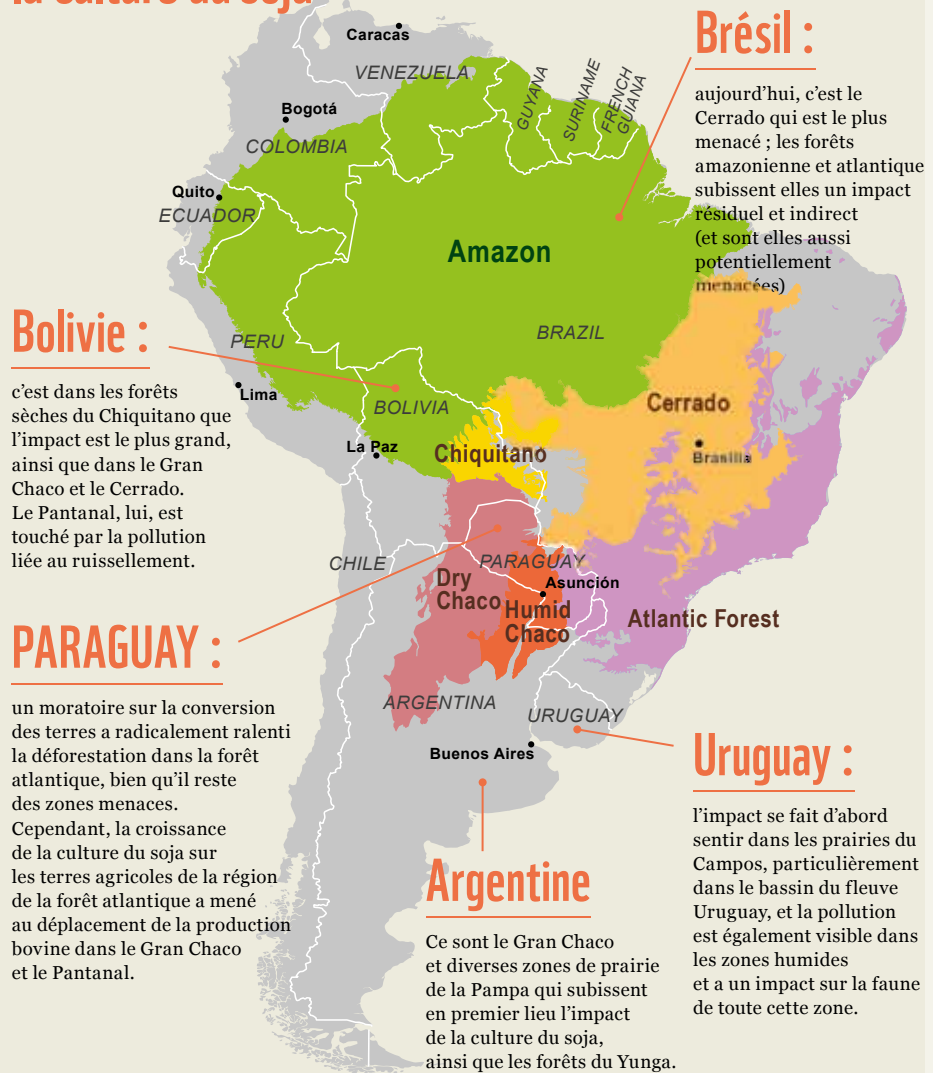 la culture du soja
Brésil :
aujourd'hui, c'est le
Cerrado qui est le plus
menacé ; les forêts
amazonienne et atlantique
subissent elles un impact
résiduel et indirect
(et sont elles aussi
potentiellement
menacées)
Bolivie :
c'est dans les forêts
sèches du Chiquitano que
l'impact est le plus grand,
ainsi que dans le Gran
Chaco et le Cerrado.
Le Pantanal, lui, est
touché par la pollution
liée au ruissellement.
PARAGUAY :
un moratoire sur la conversion
des terres a radicalement ralenti
la déforestation dans la forêt
atlantique, bien qu'il reste
des zones menaces.
Cependant, la croissance
de la culture du soja sur
les terres agricoles de la région
de la forêt atlantique a mené
au déplacement de la production
bovine dans le Gran Chaco
et le Pantanal.
Argentine
Ce sont le Gran Chaco
et diverses zones de prairie
de la Pampa qui subissent
en premier lieu l'impact
de la culture du soja,
ainsi que les forêts du Yunga.
Uruguay :
l'impact se fait d'abord
sentir dans les prairies du
Campos, particulièrement
dans le bassin du fleuve
Uruguay, et la pollution
est également visible dans
les zones humides
et a un impact sur la faune
de toute cette zone.
Caracas
VENEZUELA
GUYANA
SURINAME
FRENCH
GUIANA
Bogotá
COLOMBIA
Quito
ECUADOR
Amazon
BRAZIL
PERU
Lima
BOLIVIA
La Paz
Chiquitano
Cerrado
Brasilia
CHILE
PARAGUAY
Asunción
Dry
Chaco
Humid
Chaco
Atlantic Forest
ARGENTINA
URUGUAY
Buenos Aires